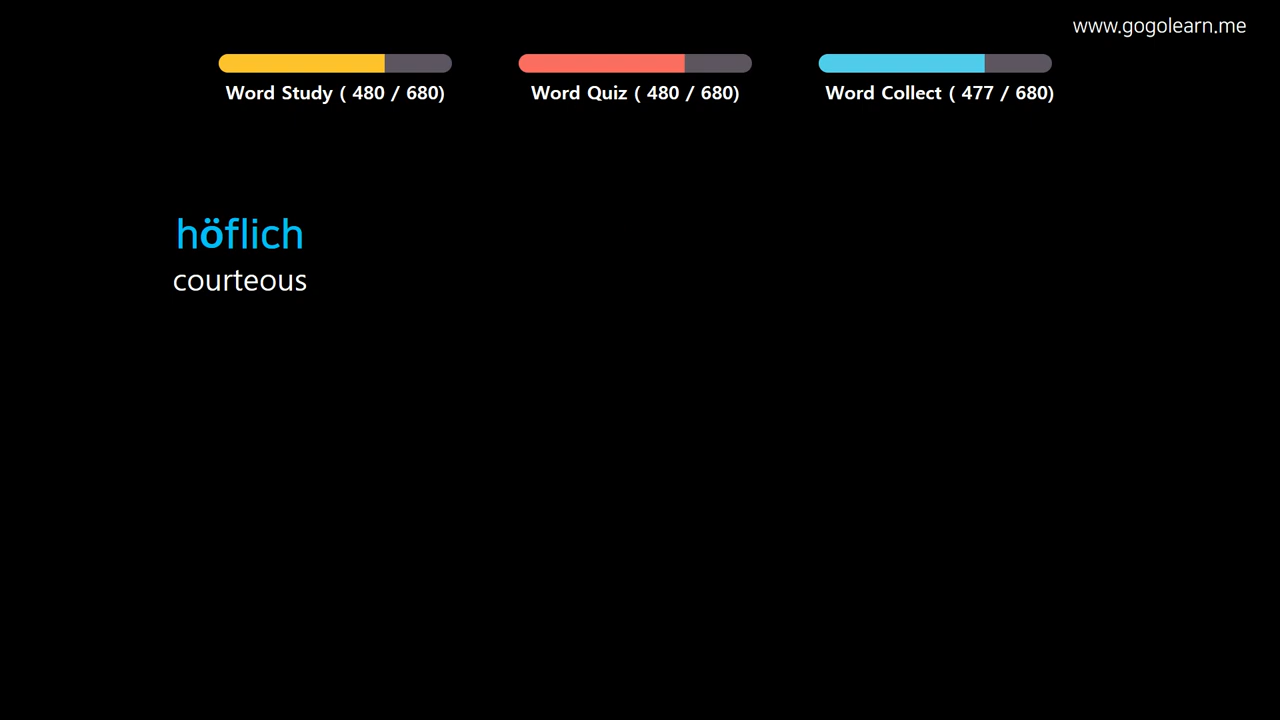 www.gogolearn.me
Word Study ( 480 / 680)
Word Quiz ( 480 / 680)
Word Collect ( 477 / 680)
höflich
courteous